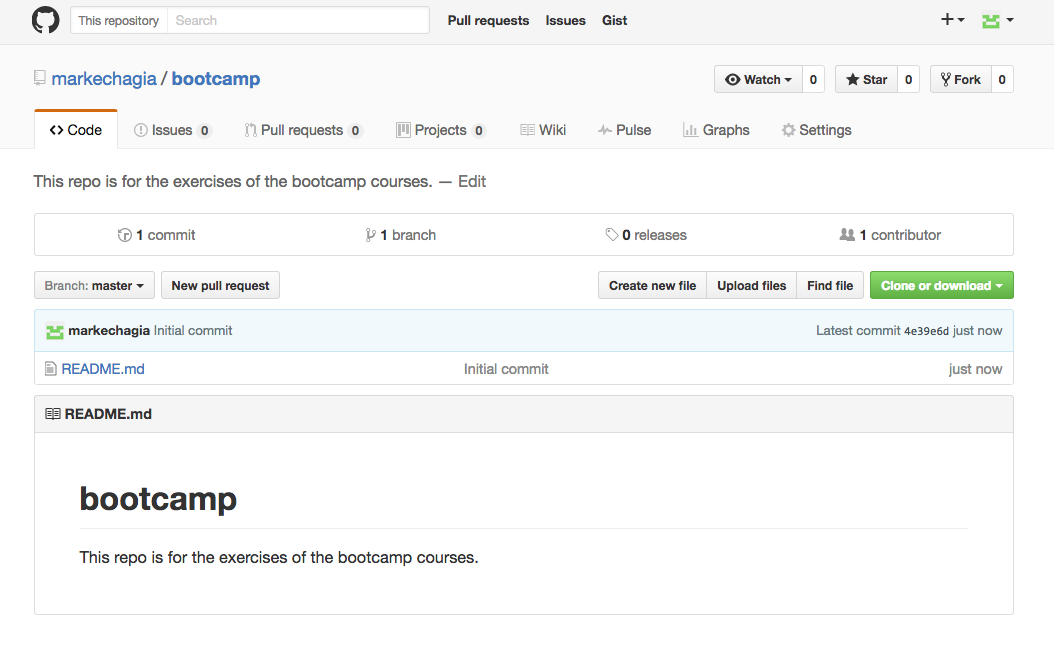 This repository Search Pull requests Issues Gist
markechagia / bootcamp Watch 0 Star 0 Fork 0
Code Issues 0 Pull requests 0 Projects 0 Wiki Pulse Graphs Settings
This repo is for the exercises of the bootcamp courses. — Edit
1 commit 1 branch 0 releases 1 contributor
Branch: master New pull request Create new file Upload files Find file Clone or download
markechagia Initial commit Latest commit 4e39e6d just now
README.md Initial commit just now
README.md
bootcamp
This repo is for the exercises of the bootcamp courses.